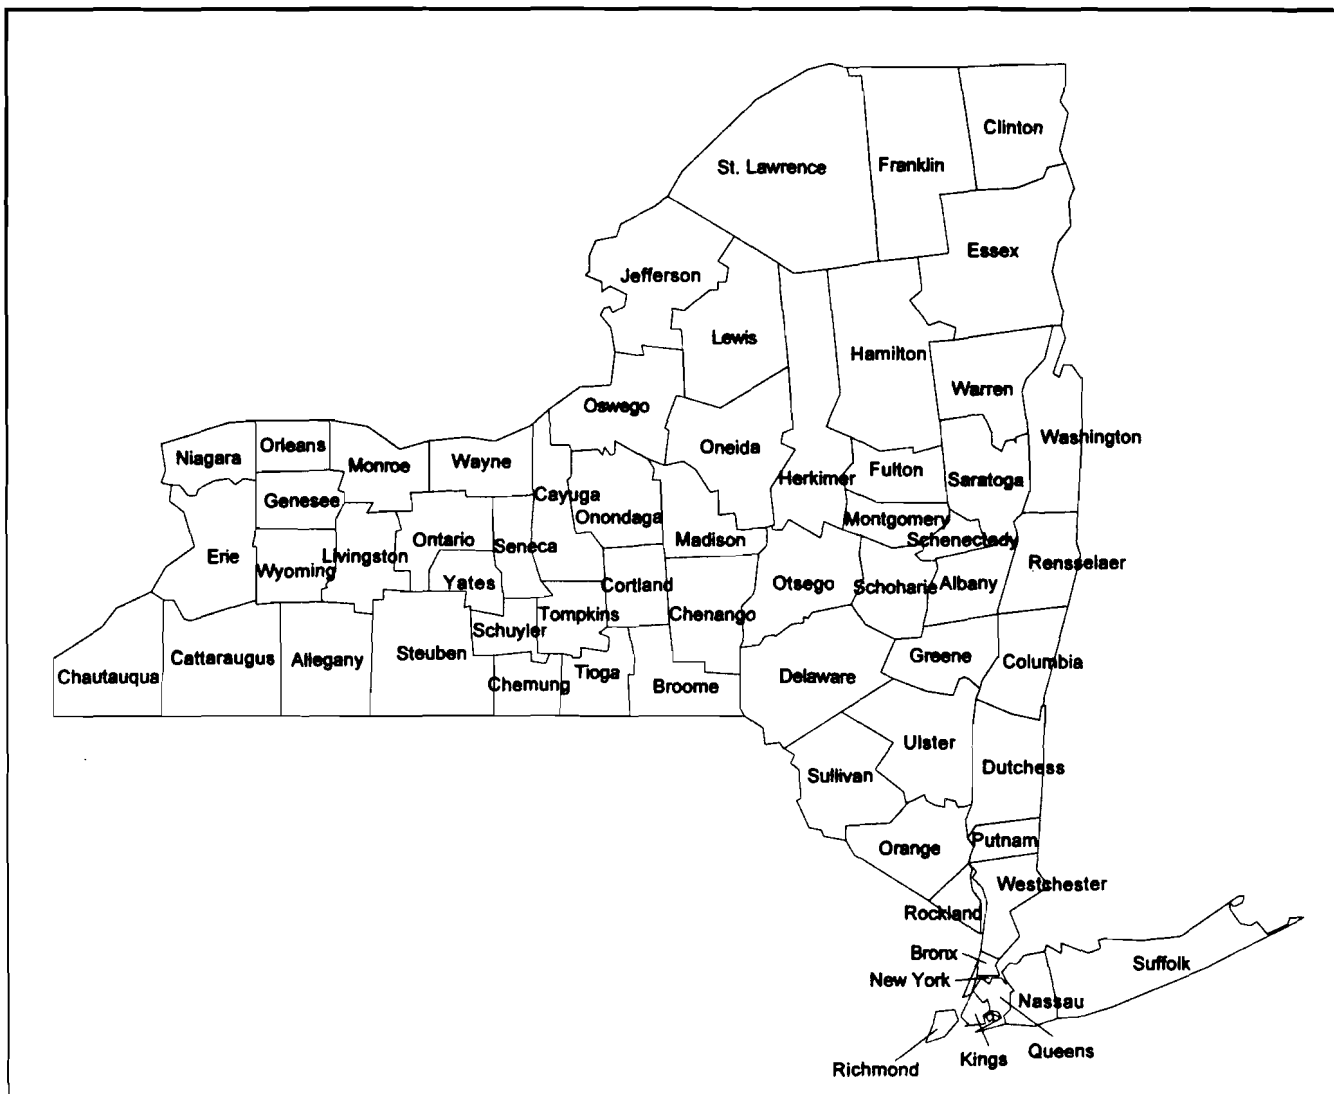 Clinton
St. Lawrence
Franklin
Essex
Jefferson
Lewis
Hamilton
Warren
Oswego
Washington
Orleans
Oneida
Niagara
Monroe
Wayne
Fulton
Herkimer
Saratoga
Cayuga
Genesee
Onondaga
Montgomery
Ontario
Madison
Schenectady
Seneca
Erie
Livingston
Rensselaer
Wyoming
Yates
Cortland
Otsego
Schoharie
Albany
Tompkins
Chenango
Schuyler
Steuben
Greene
Cattaraugus
Allegany
Columbia
Tioga
Chautauqua
Delaware
Chemung
Broome
Ulster
Dutchess
Sullivan
Putnam
Orange
Westchester
Rockland
Bronx
Suffolk
New York
Nassau
Queens
Kings
Richmond